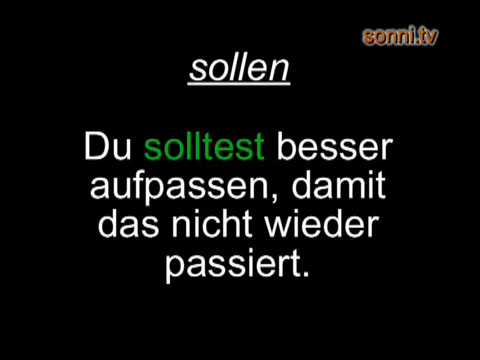 sonni.tv
sollen
Du solltest besser
aufpassen, damit
das nicht wieder
passiert.